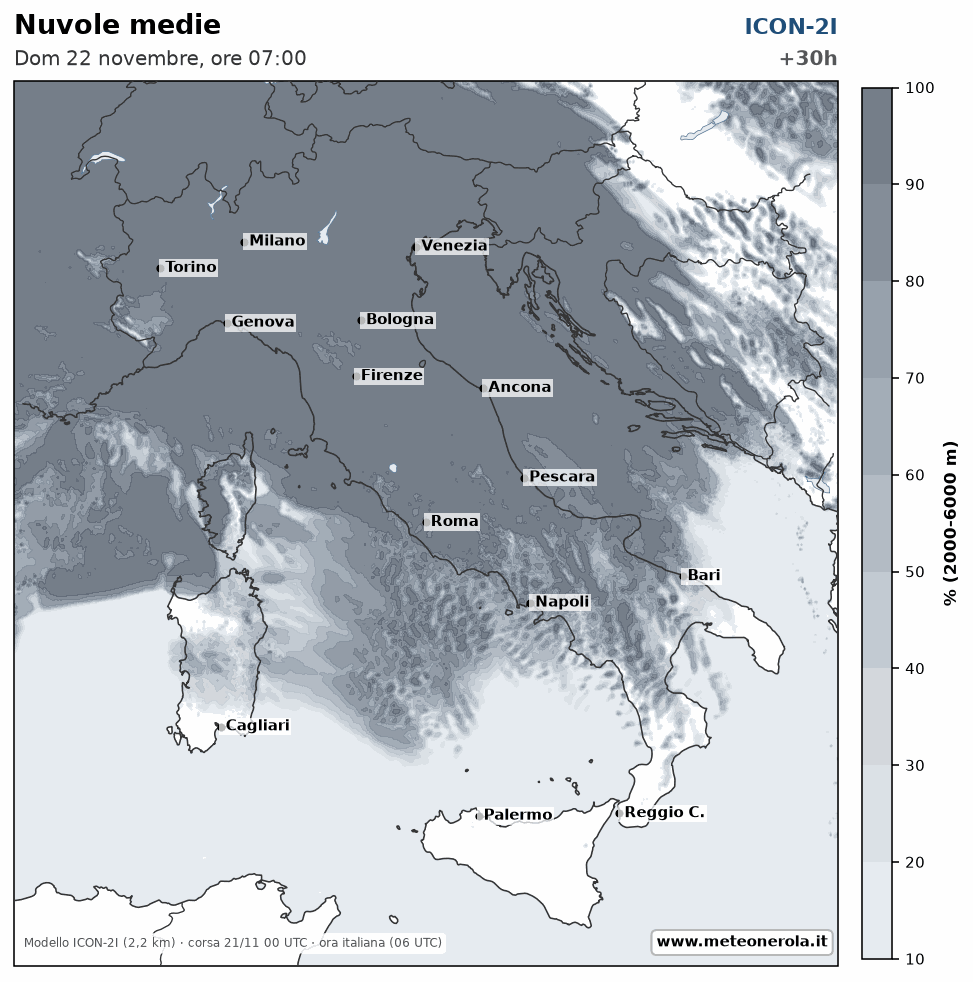 Nuvole medie
ICON-2I
Dom 22 novembre, ore 07:00
+30h
100
90
80
70
60
50
40
30
20
10
% (2000-6000 m)
Milano
Venezia
Torino
Genova
Bologna
Firenze
Ancona
Pescara
Roma
Bari
Napoli
Cagliari
Palermo
Reggio C.
Modello ICON-2I (2,2 km) · corsa 21/11 00 UTC · ora italiana (06 UTC)
www.meteonerola.it